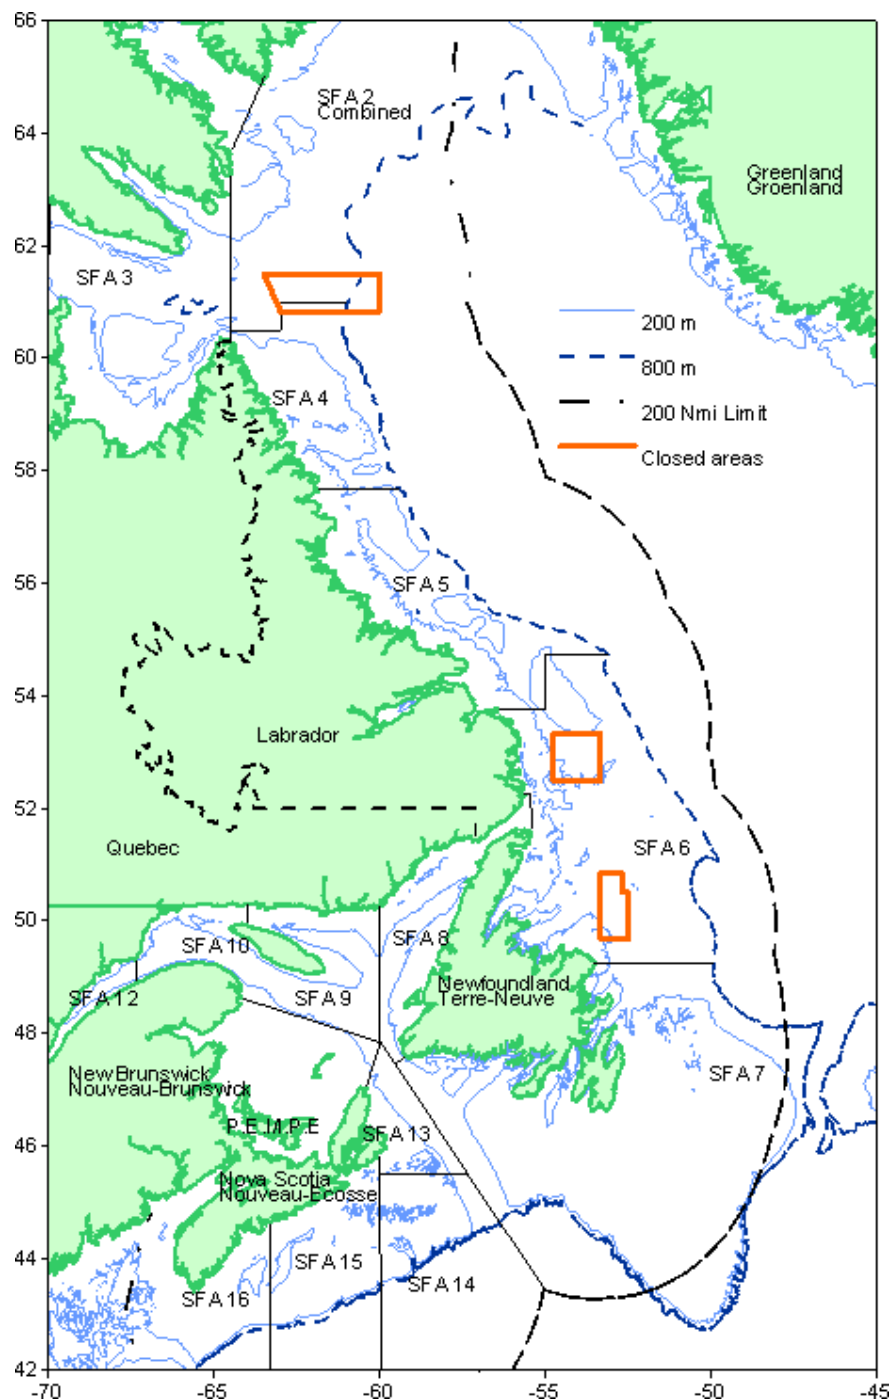 66
SFA 2
Combined
64
Greenland
Groenland
62
SFA 3
200 m
60
800 m
SFA 4
200 Nmi Limit
58
Closed areas
56
SFA 5
54
Labrador
52
Quebec
SFA 6
50
SFA 10
SFA 8
Newfoundland
Terre-Neuve
SFA 12
SFA 9
48
New Brunswick
Nouveau-Brunswick
SFA 7
P.E.I/I.P.E
SFA 13
46
Nova Scotia
Nouveau-Ecosse
44
SFA 15
SFA 14
SFA 16
42
-70
-65
-60
-55
-50
-45